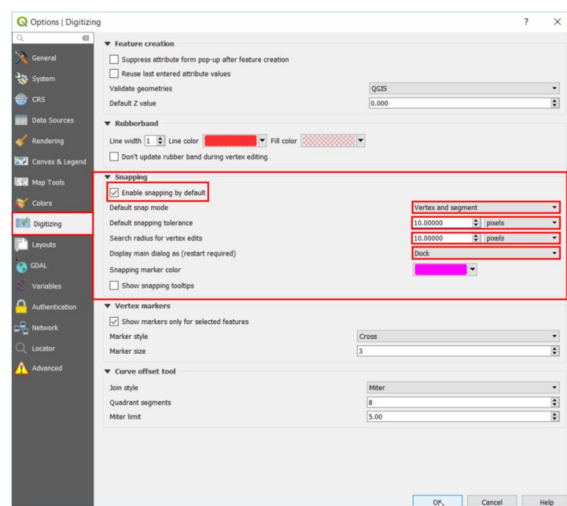 Options | Digitizing
? ×
General
System
CRS
Data Sources
Rendering
Canvas & Legend
Map Tools
Colors
Digitizing
Layouts
GDAL
Variables
Authentication
Network
Locator
Advanced
Feature creation
Suppress attribute form pop-up after feature creation
Reuse last entered attribute values
Validate geometries QGIS
Default Z value 0.000
Rubberband
Line width 1 Line color Fill color
Don't update rubber band during vertex editing
Snapping
Enable snapping by default
Default snap mode Vertex and segment
Default snapping tolerance 10.00000 pixels
Search radius for vertex edits 10.00000 pixels
Display main dialog as (restart required) Dock
Snapping marker color
Show snapping tooltips
Vertex markers
Show markers only for selected features
Marker style Cross
Marker size 3
Curve offset tool
Join style Miter
Quadrant segments 8
Miter limit 5.00
OK Cancel Help